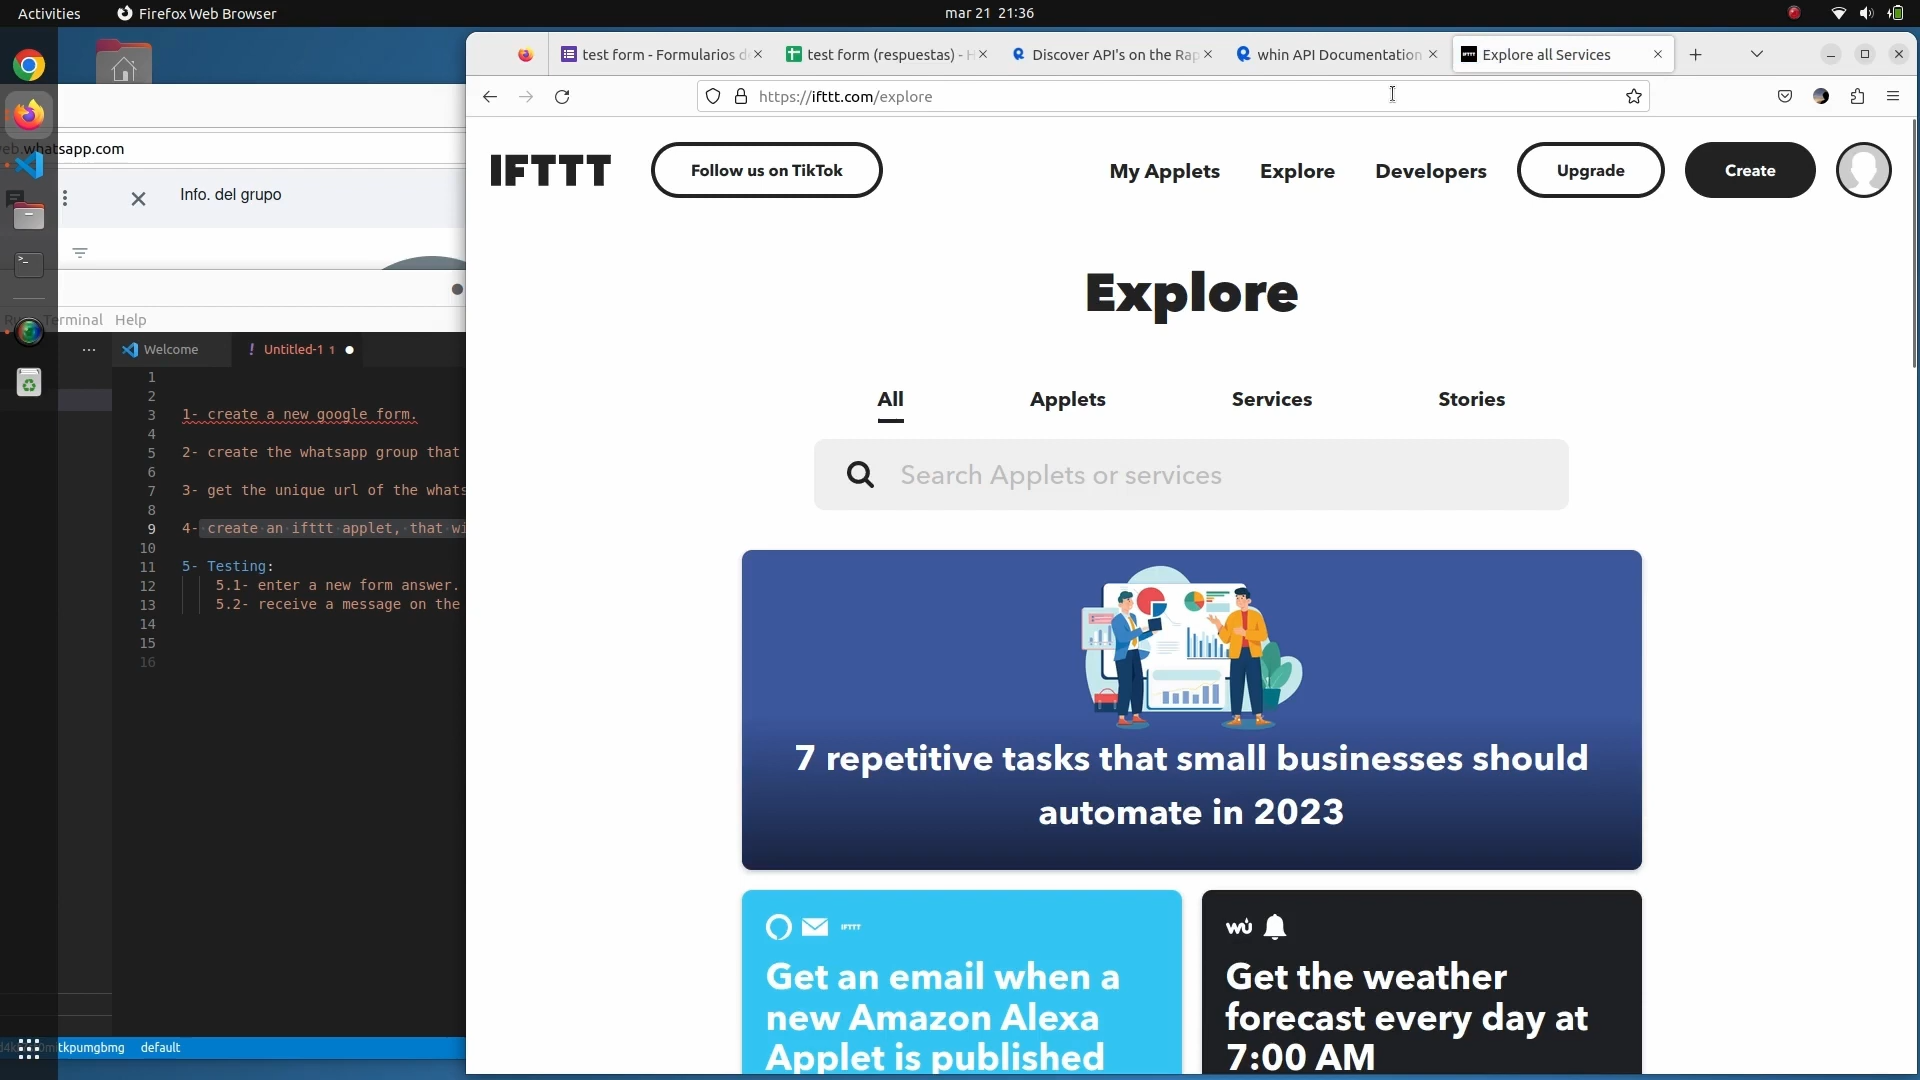 Activities
Firefox Web Browser
mar 21 21:36
test form - Formularios d
test form (respuestas) - H
Discover API's on the Rap
whin API Documentation
Explore all Services
https://ifttt.com/explore
eb.whatsapp.com
IFTTT
Follow us on TikTok
My Applets
Explore
Developers
Upgrade
Create
Info. del grupo
Explore
Terminal Help
Welcome
! Untitled-1 1
All
Applets
Services
Stories
Search Applets or services
1
2
3 1- create a new google form.
4
5 2- create the whatsapp group that
6
7 3- get the unique url of the whats
8
9 4- create an ifttt applet, that wi
10
11 5- Testing:
12 5.1- enter a new form answer.
13 5.2- receive a message on the
14
15
16
7 repetitive tasks that small businesses should
automate in 2023
IFTTT
Get an email when a
new Amazon Alexa
Applet is published
wu
Get the weather
forecast every day at
7:00 AM
tkpumgbmg default